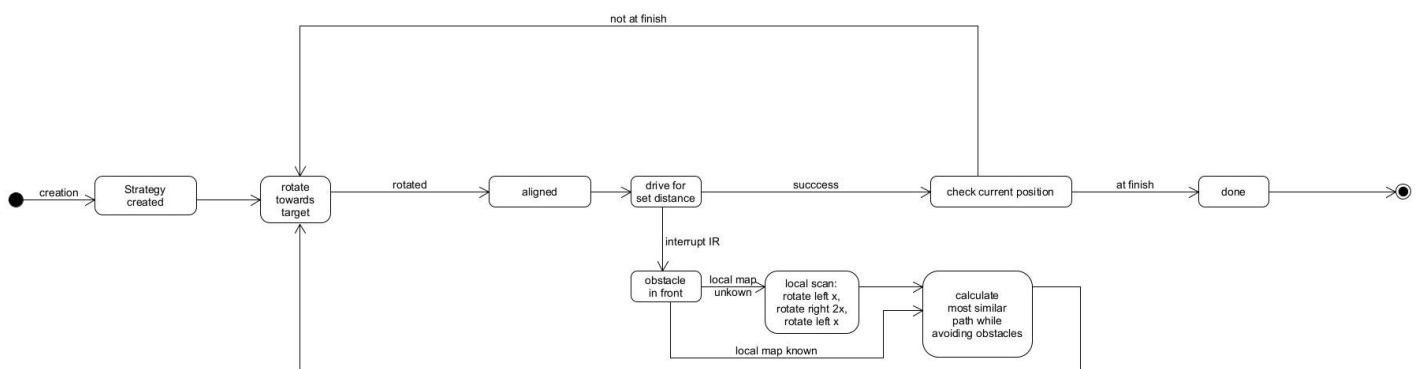 not at finish
creation
Strategy
created
rotate
towards
target
rotated
aligned
drive for
set distance
succcess
check current position
at finish
done
interrupt IR
obstacle
in front
local map
unkown
local scan:
rotate left x,
rotate right 2x,
rotate left x
calculate
most similar
path while
avoiding obstacles
local map known